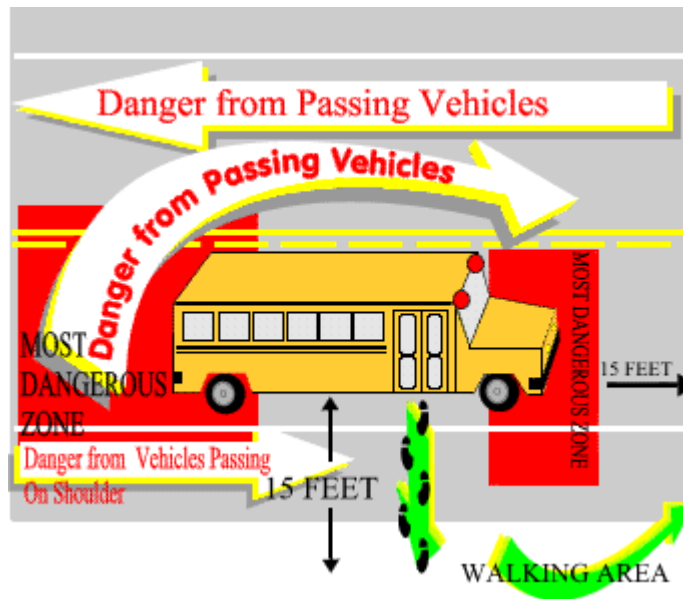 Danger from Passing Vehicles
Danger from Passing Vehicles
MOST
DANGEROUS
ZONE
MOST DANGEROUS ZONE
15 FEET
Danger from Vehicles Passing
On Shoulder
15 FEET
WALKING AREA